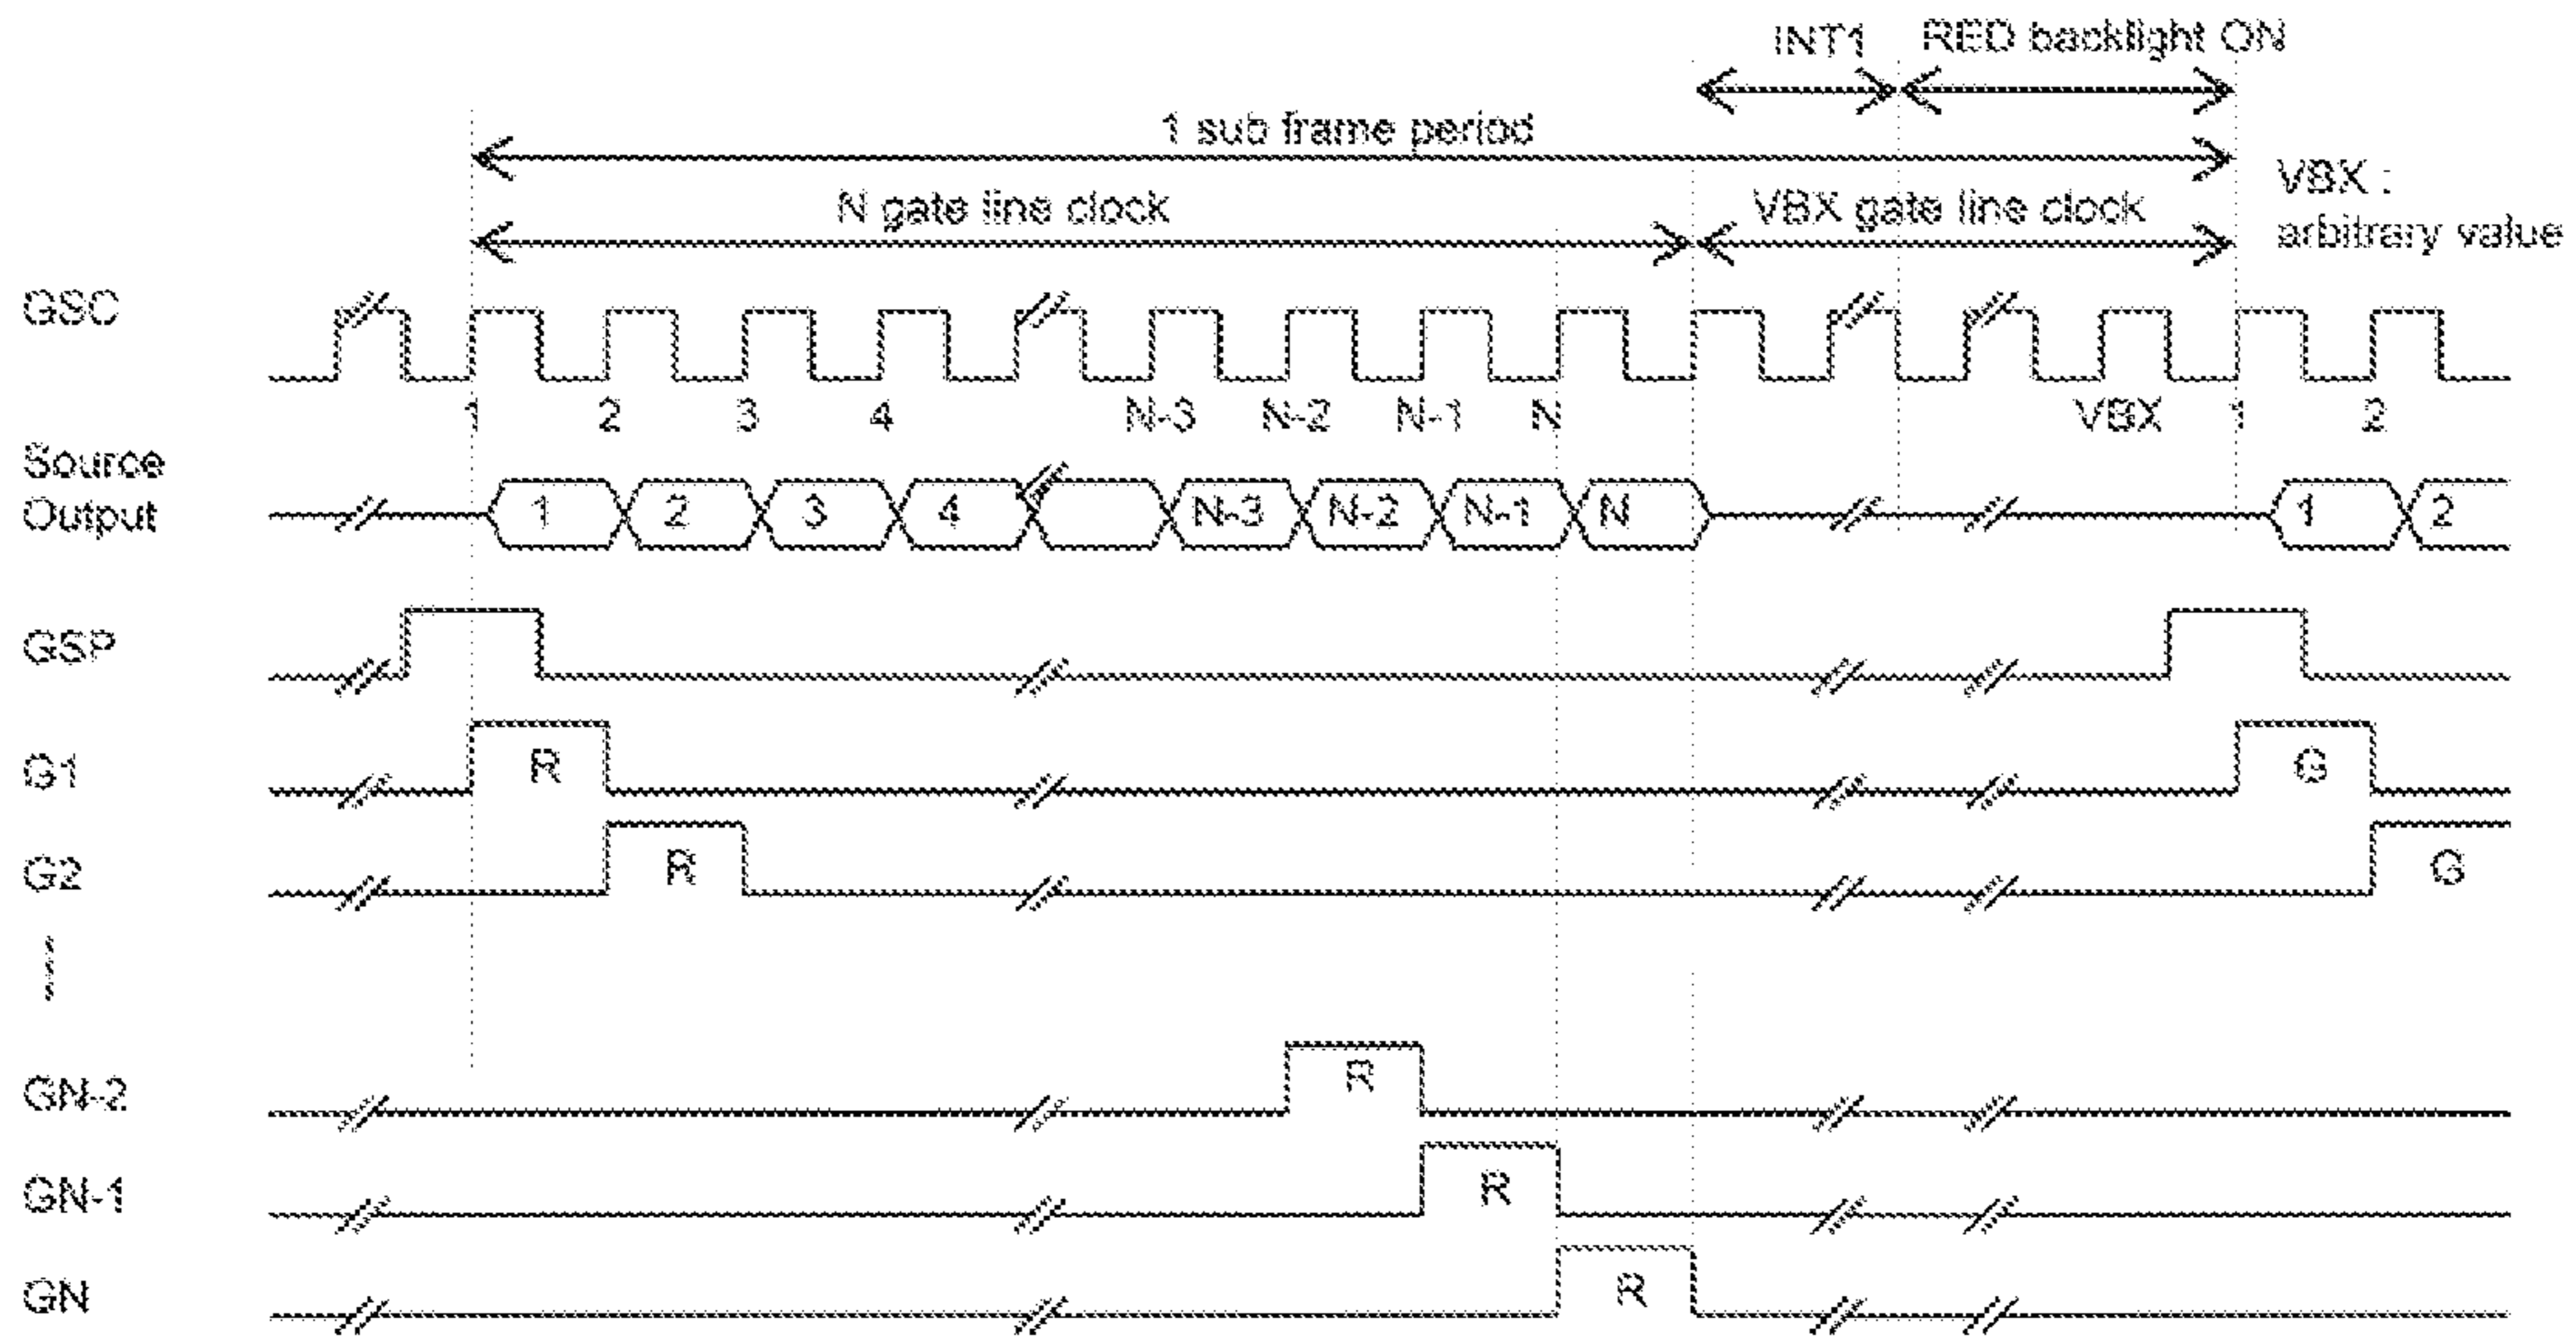 INT1 RED backlight ON
1 sub frame period
N gate line clock VBX gate line clock VBX :
arbitrary value
GSC
1 2 3 4 N-3 N-2 N-1 N VBX 1 2
Source
Output
1 2 3 4 N-3 N-2 N-1 N 1 2
GSP
G1 R G
G2 R G
GN-2 R
GN-1 R
GN R